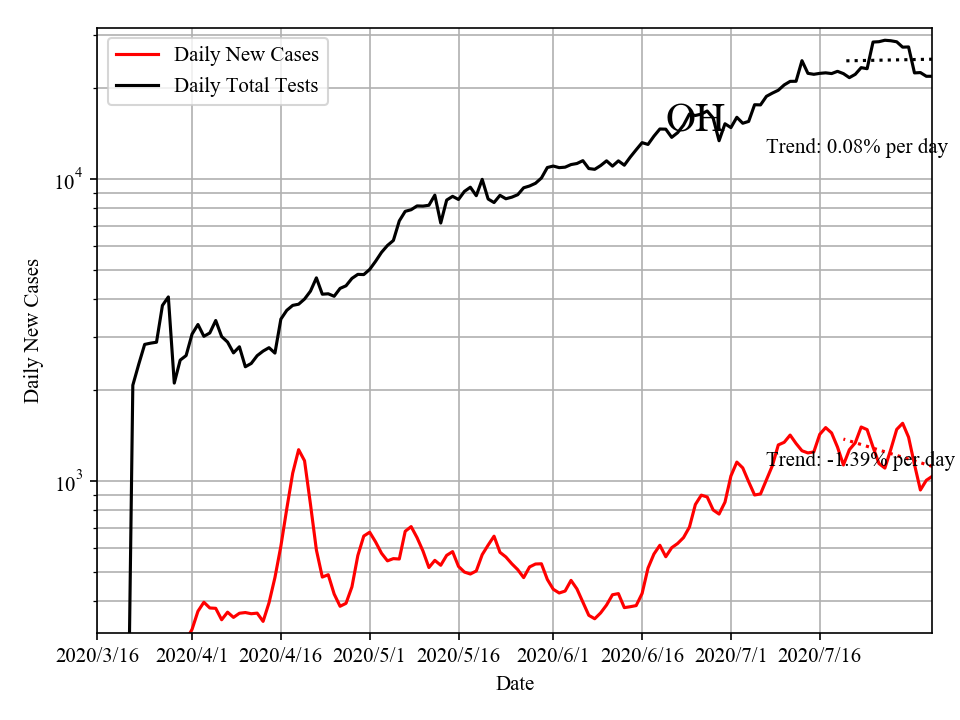 Daily New Cases
Daily Total Tests
OH
Trend: 0.08% per day
10^4
Daily New Cases
Trend: -1.39% per day
10^3
2020/3/16 2020/4/1 2020/4/16 2020/5/1 2020/5/16 2020/6/1 2020/6/16 2020/7/1 2020/7/16
Date